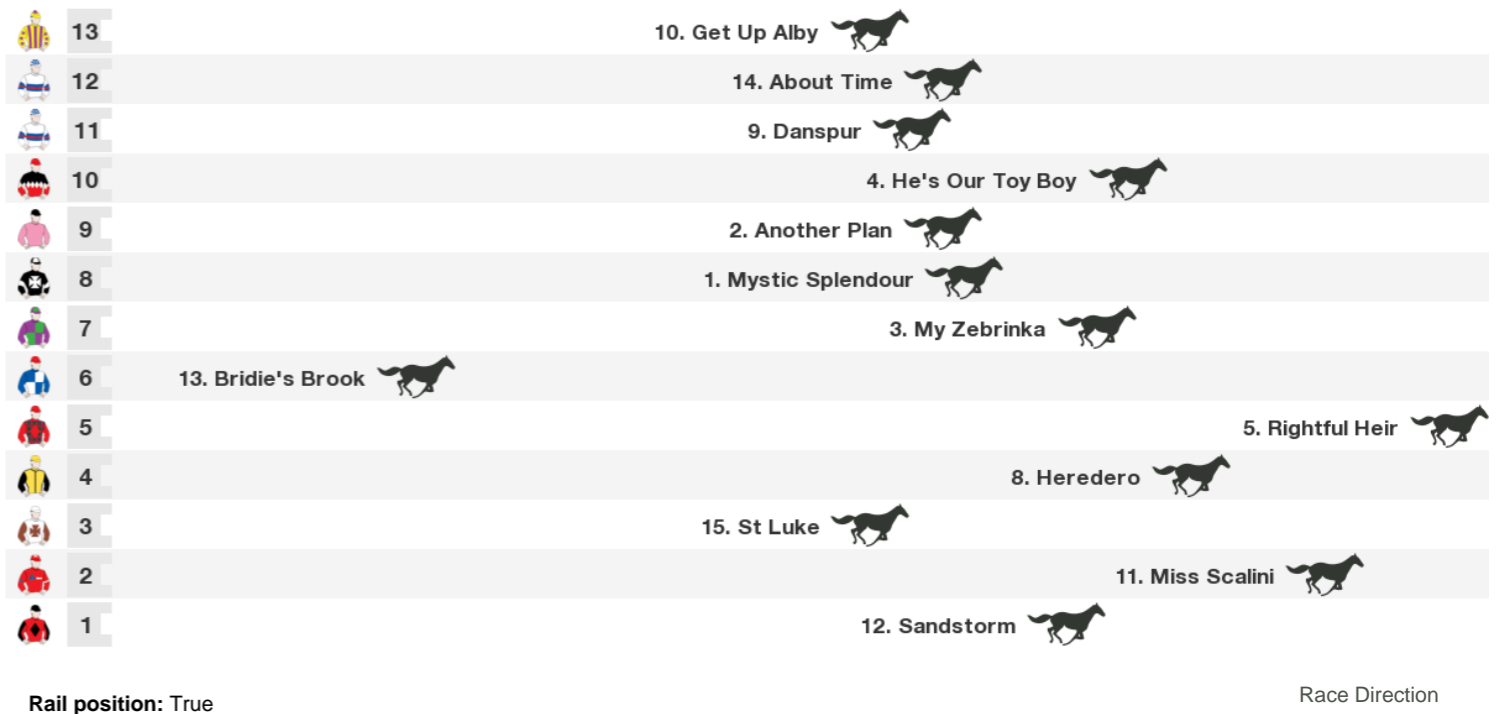 13 10. Get Up Alby
12 14. About Time
11 9. Danspur
10 4. He's Our Toy Boy
9 2. Another Plan
8 1. Mystic Splendour
7 3. My Zebrinka
6 13. Bridie's Brook
5 5. Rightful Heir
4 8. Heredero
3 15. St Luke
2 11. Miss Scalini
1 12. Sandstorm
Rail position: True
Race Direction